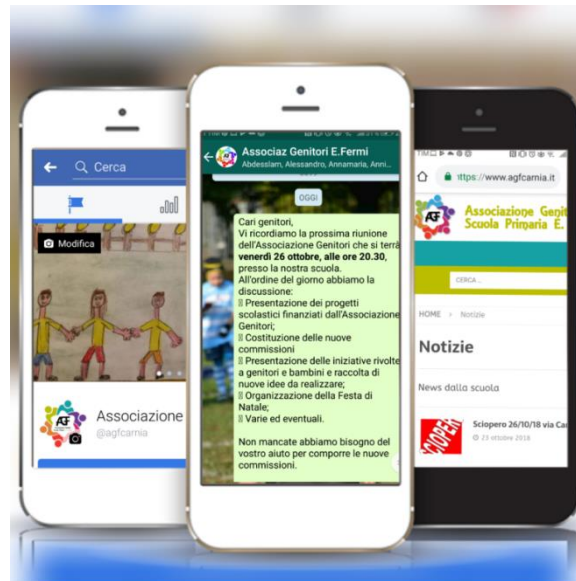 Cerca
Modifica
Associazione
@agfcarnia
Associaz Genitori E.Fermi
Abdesslam, Alessandro, Annamaria, Anni...
OGGI
Cari genitori,
Vi ricordiamo la prossima riunione
dell'Associazione Genitori che si terrà
venerdì 26 ottobre, alle ore 20.30,
presso la nostra scuola.
All'ordine del giorno abbiamo la
discussione:
Presentazione dei progetti
scolastici finanziati dall'Associazione
Genitori;
Costituzione delle nuove
commissioni
Presentazione delle iniziative rivolte
a genitori e bambini e raccolta di
nuove idee da realizzare;
Organizzazione della Festa di
Natale;
Varie ed eventuali.
Non mancate abbiamo bisogno del
vostro aiuto per comporre le nuove
commissioni.
TIM
https://www.agfcarnia.it
AGF
Associazione Genit
Scuola Primaria E.
CERCA...
HOME > Notizie
Notizie
News dalla scuola
SCIOPERO
Sciopero 26/10/18 via Car
23 ottobre 2018